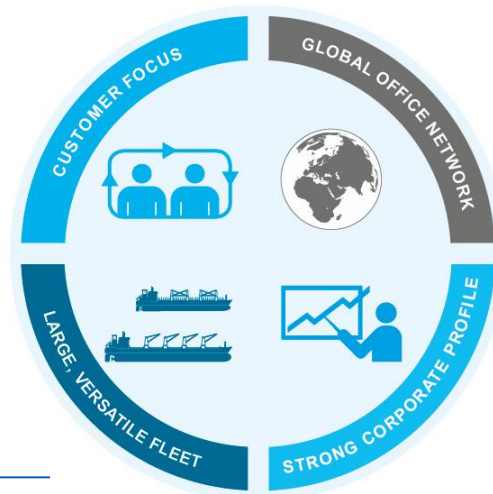 CUSTOMER FOCUS
GLOBAL OFFICE NETWORK
LARGE, VERSATILE FLEET
STRONG CORPORATE PROFILE